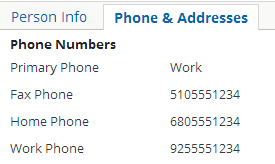 Person Info Phone & Addresses
Phone Numbers
Primary Phone Work
Fax Phone 5105551234
Home Phone 6805551234
Work Phone 9255551234